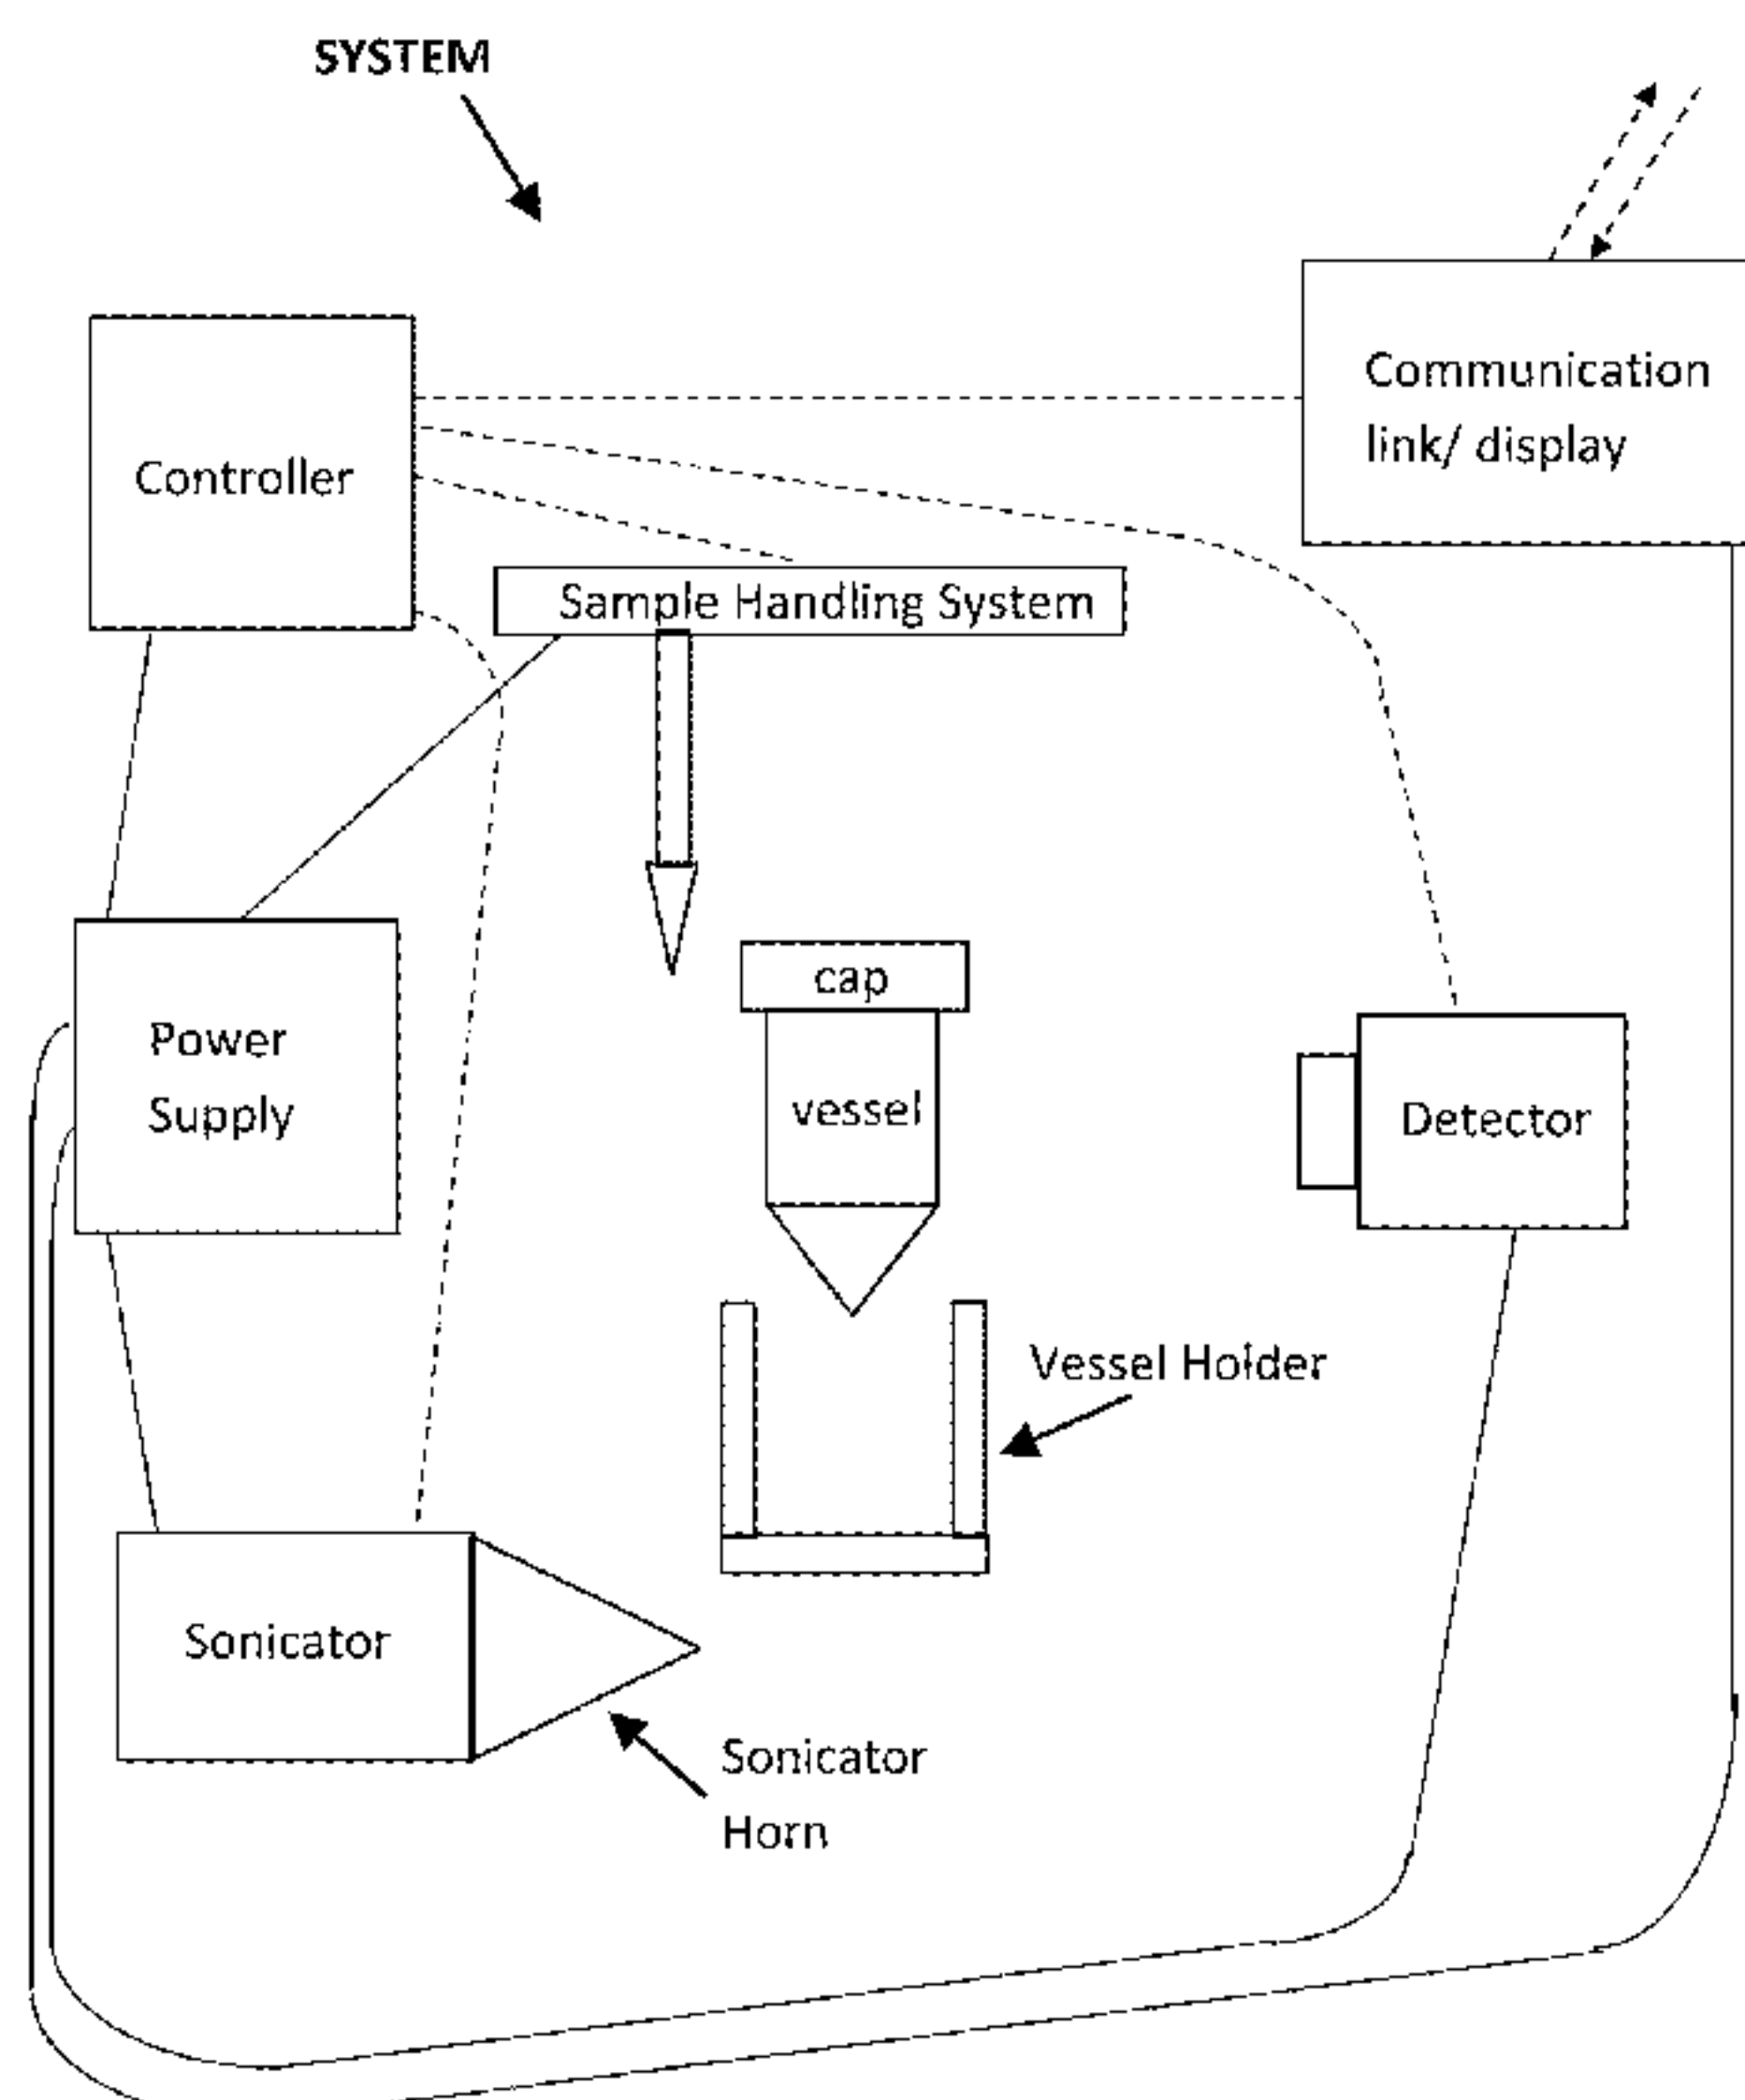 SYSTEM
Communication
link/ display
Controller
Sample Handling System
cap
Power
Supply
vessel
Detector
Vessel Holder
Sonicator
Sonicator
Horn